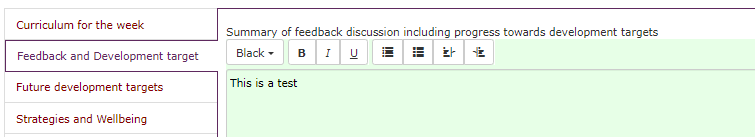 Curriculum for the week
Summary of feedback discussion including progress towards development targets
Feedback and Development target
Black B I U
Future development targets
This is a test
Strategies and Wellbeing